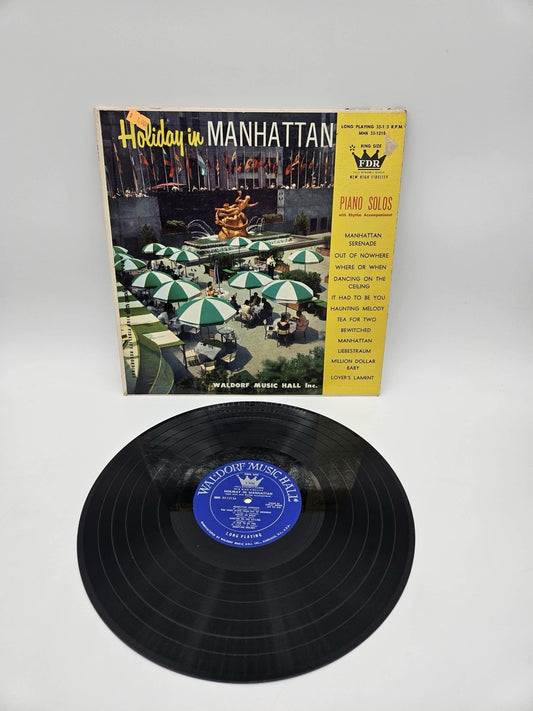 Holiday in MANHATTAN
LONG PLAYING 33-1/3 R.P.M
MHK 33-1215
KING SIZE
FDR
NEW HIGH FIDELITY
PIANO SOLOS
with Rhythm Accompaniment
MANHATTAN
SERENADE
OUT OF NOWHERE
WHERE OR WHEN
DANCING ON THE
CEILING
IT HAD TO BE YOU
HAUNTING MELODY
TEA FOR TWO
BEWITCHED
MANHATTAN
LIEBESTRAUM
MILLION DOLLAR
BABY
LOVER'S LAMENT
WALDORF MUSIC HALL Inc.
WALDORF MUSIC HALL
HOLIDAY IN MANHATTAN
LONG PLAYING